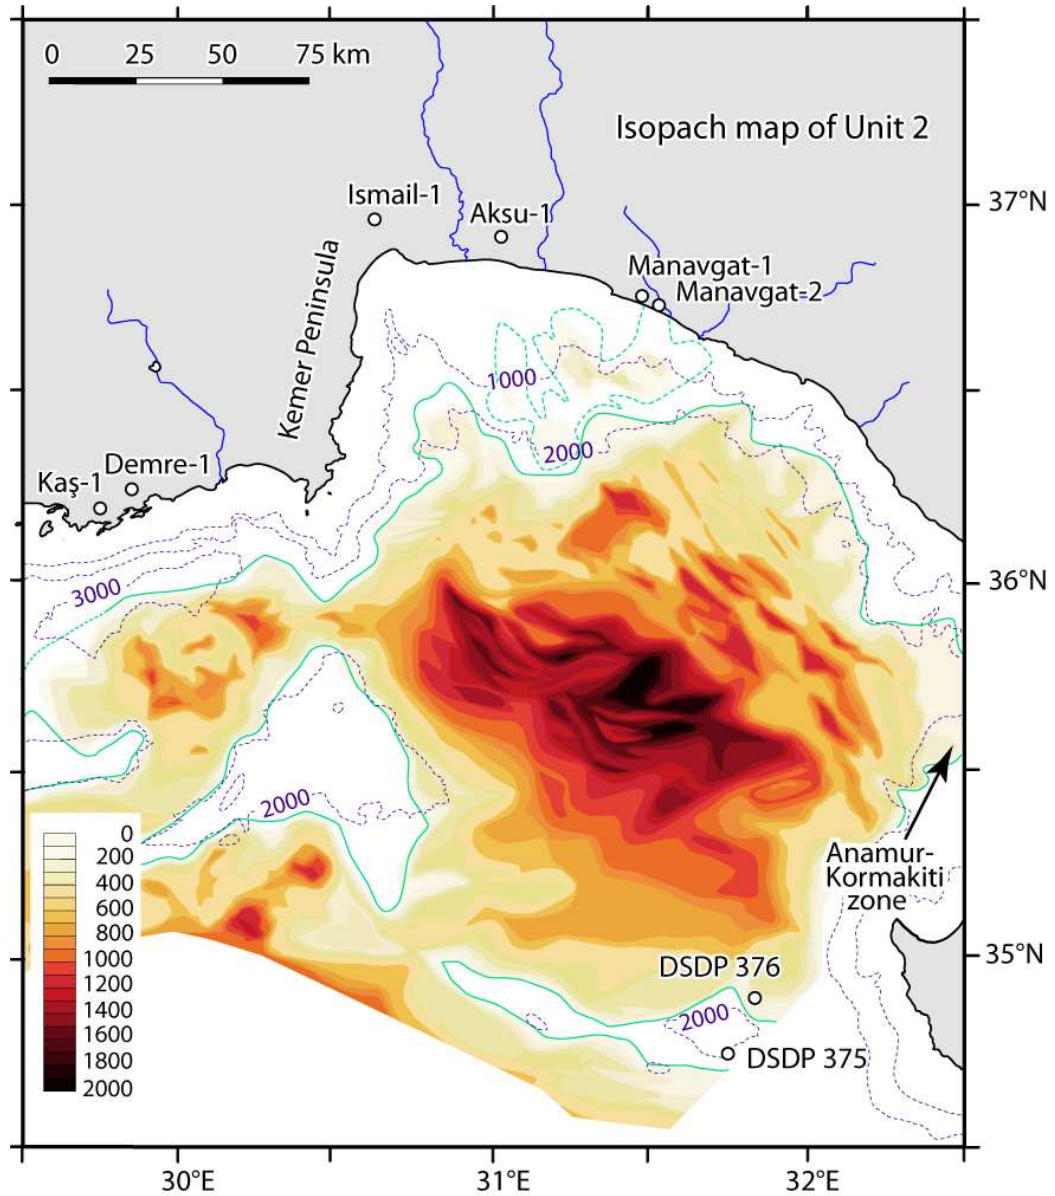 0 25 50 75 km
Isopach map of Unit 2
Ismail-1
37°N
Aksu-1
Kemer Peninsula
Manavgat-1
Manavgat-2
1000
2000
Demre-1
Kaş-1
36°N
3000
2000
0
200
400
600
800
1000
1200
1400
1600
1800
2000
Anamur-
Kormakiti
zone
35°N
DSDP 376
2000
DSDP 375
30°E 31°E 32°E